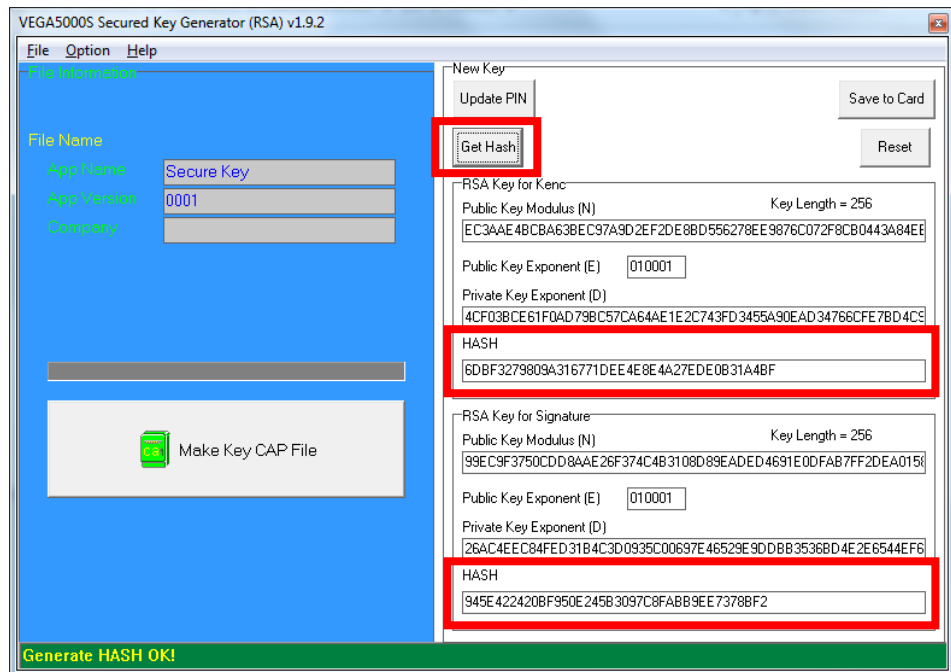 VEGA5000S Secured Key Generator (RSA) v1.9.2
File Option Help
File Information
File Name
App Name Secure Key
App Version 0001
Company
Make Key CAP File
New Key
Update PIN Save to Card
Get Hash Reset
RSA Key for Kenc
Public Key Modulus (N) Key Length = 256
EC3AAE4BCBA63BEC97A9D2EF2DE8BD556278EE9876C072F8CB0443A84EE
Public Key Exponent (E) 010001
Private Key Exponent (D)
4CF03BCE61F0AD79BC57CA64AE1E2C743FD3455A90EAD34766CFE7BD4C9
HASH
6DBF3279809A316771DEE4E8E4A27EDE0B31A4BF
RSA Key for Signature
Public Key Modulus (N) Key Length = 256
99EC9F3750CDD8AAE26F374C4B3108D89EADED4691E0DFAB7FF2DEA0158
Public Key Exponent (E) 010001
Private Key Exponent (D)
26AC4EEC84FED31B4C3D0935C00697E46529E9DDBB3536BD4E2E6544EF6
HASH
945E422420BF950E245B3097C8FABB9EE7378BF2
Generate HASH OK!